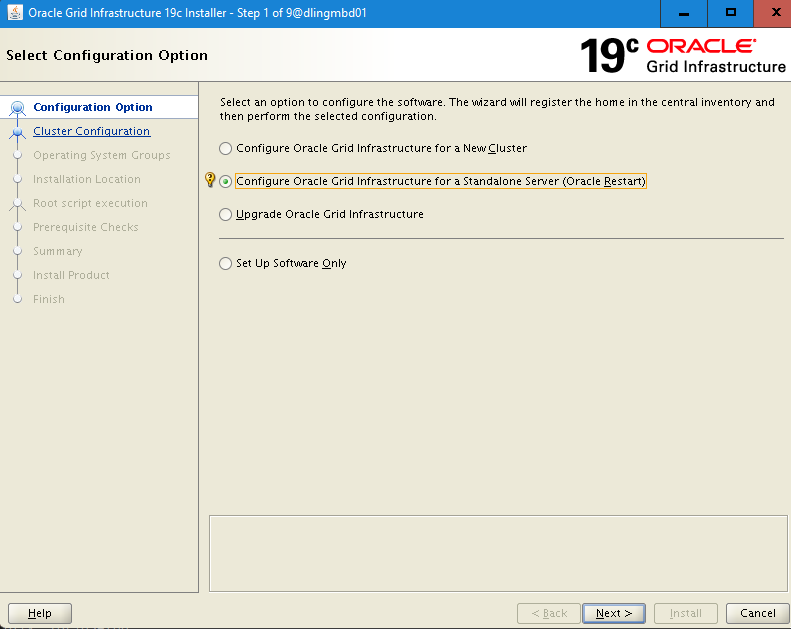 Oracle Grid Infrastructure 19c Installer - Step 1 of 9@dlingmbd01
Select Configuration Option
19c ORACLE
Grid Infrastructure
Configuration Option
Cluster Configuration
Operating System Groups
Installation Location
Root script execution
Prerequisite Checks
Summary
Install Product
Finish
Select an option to configure the software. The wizard will register the home in the central inventory and
then perform the selected configuration.
Configure Oracle Grid Infrastructure for a New Cluster
Configure Oracle Grid Infrastructure for a Standalone Server (Oracle Restart)
Upgrade Oracle Grid Infrastructure
Set Up Software Only
Help
< Back
Next >
Install
Cancel